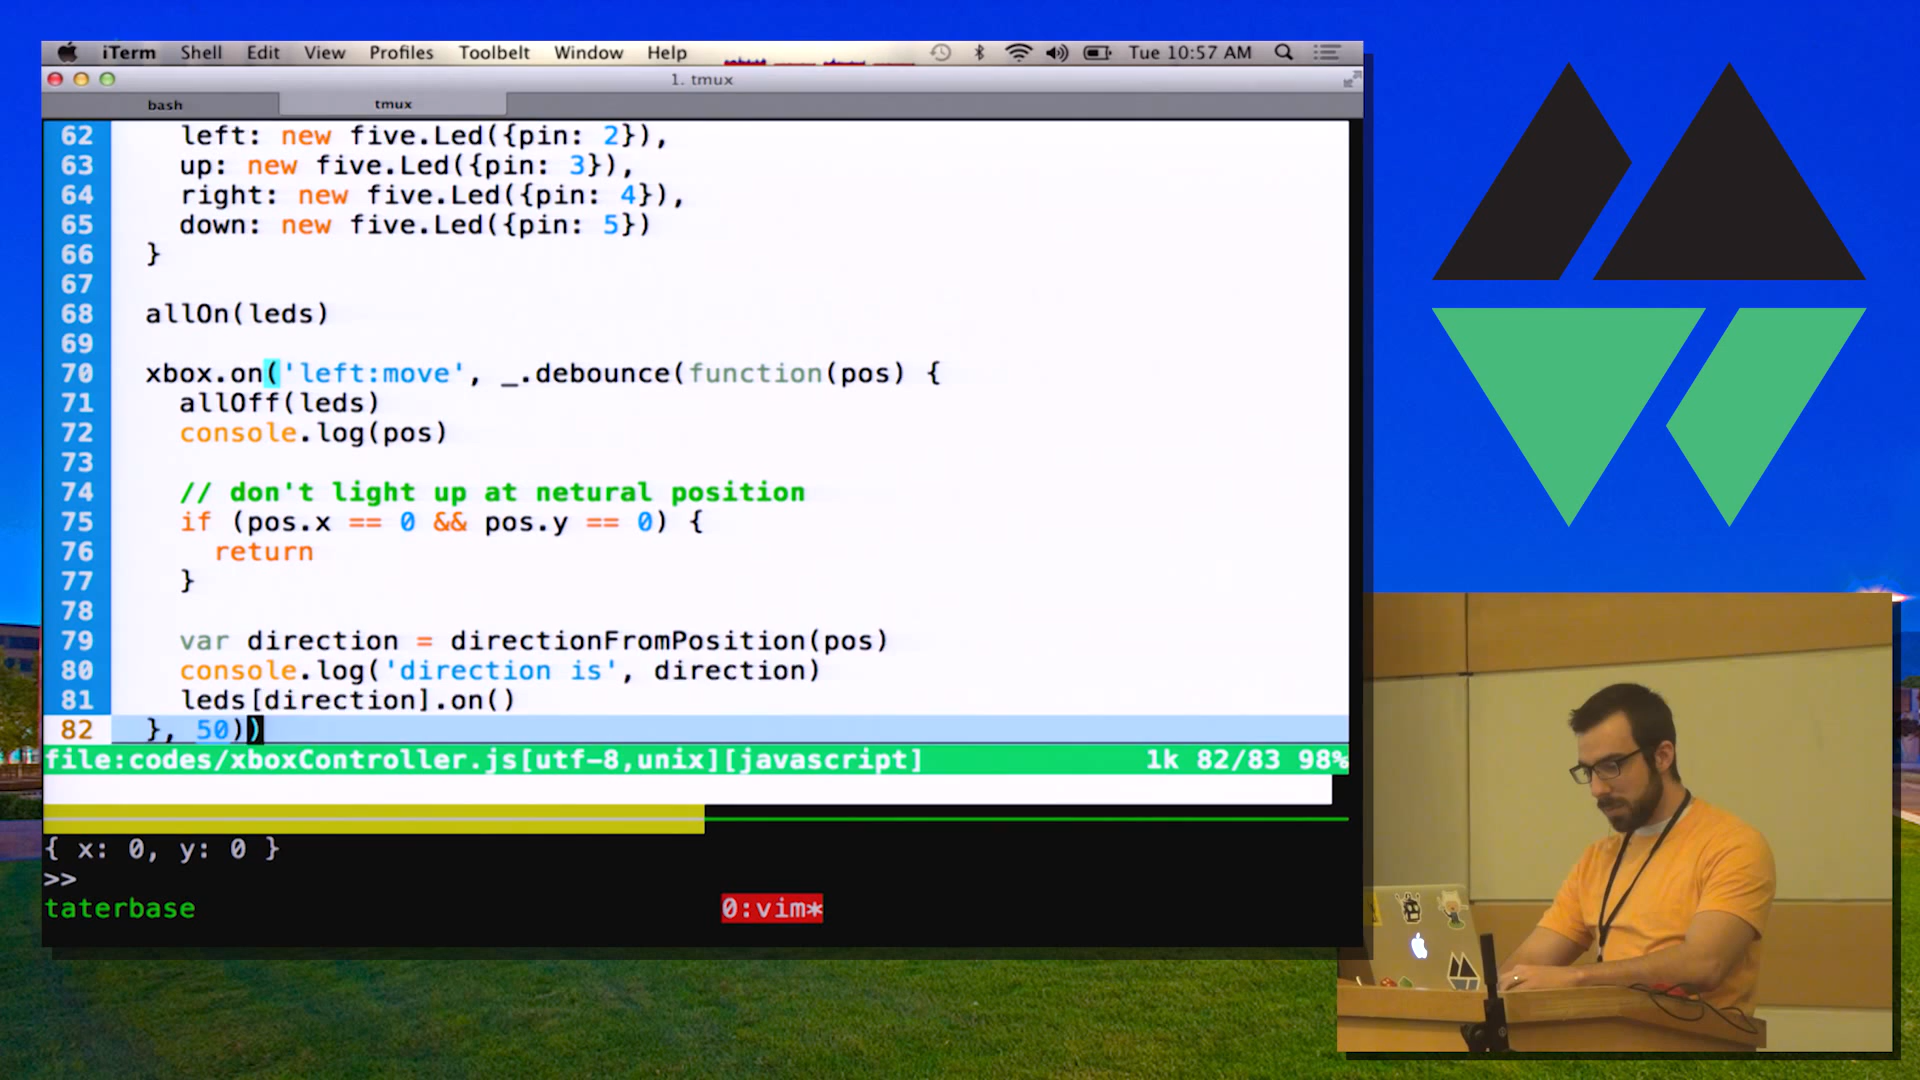 iTerm Shell Edit View Profiles Toolbelt Window Help Tue 10:57 AM
1. tmux
bash tmux
62 left: new five.Led({pin: 2}),
63 up: new five.Led({pin: 3}),
64 right: new five.Led({pin: 4}),
65 down: new five.Led({pin: 5})
66 }
67
68 allOn(leds)
69
70 xbox.on('left:move', _.debounce(function(pos) {
71 allOff(leds)
72 console.log(pos)
73
74 // don't light up at netural position
75 if (pos.x == 0 && pos.y == 0) {
76 return
77 }
78
79 var direction = directionFromPosition(pos)
80 console.log('direction is', direction)
81 leds[direction].on()
82 }, 50))
file:codes/xboxController.js[utf-8,unix][javascript] 1k 82/83 98%
{ x: 0, y: 0 }
>>
taterbase 0:vim*